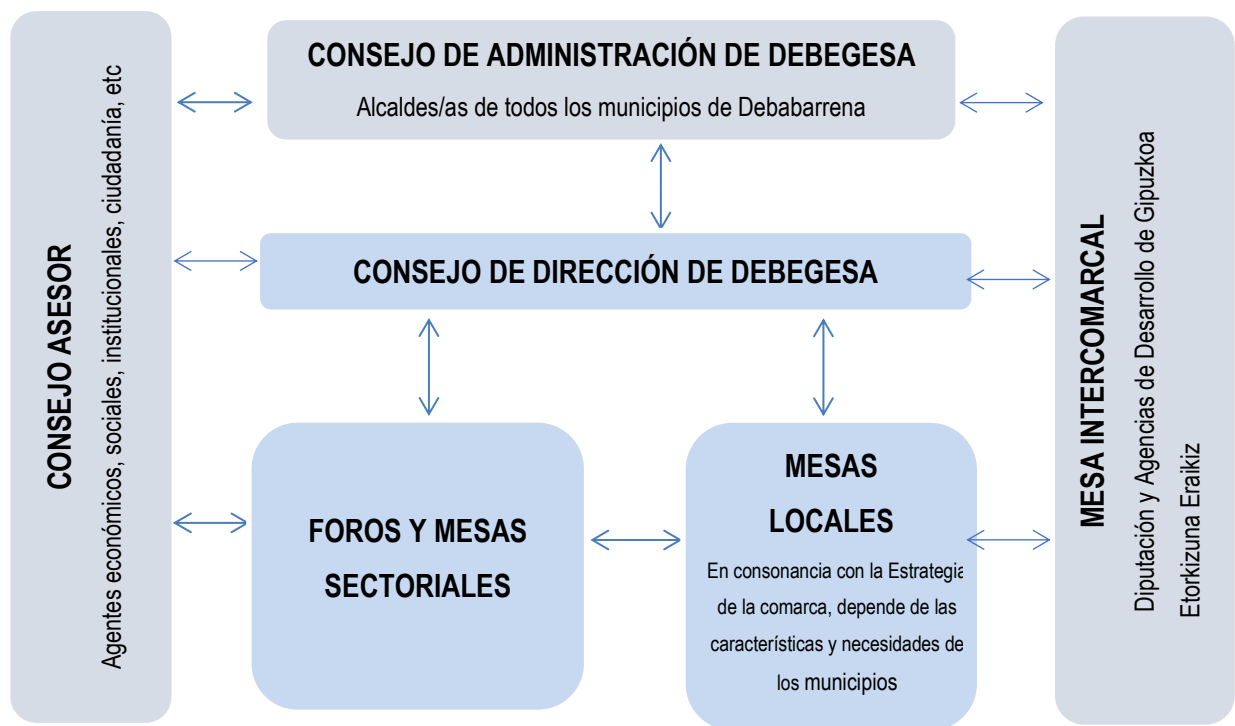 CONSEJO ASESOR
Agentes económicos, sociales, institucionales, ciudadanía, etc
CONSEJO DE ADMINISTRACIÓN DE DEBEGESA
Alcaldes/as de todos los municipios de Debabarrena
CONSEJO DE DIRECCIÓN DE DEBEGESA
FOROS Y MESAS
SECTORIALES
MESAS
LOCALES
En consonancia con la Estrategia
de la comarca, depende de las
características y necesidades de
los municipios
MESA INTERCOMARCAL
Diputación y Agencias de Desarrollo de Gipuzkoa
Etorkizuna Eraikiz